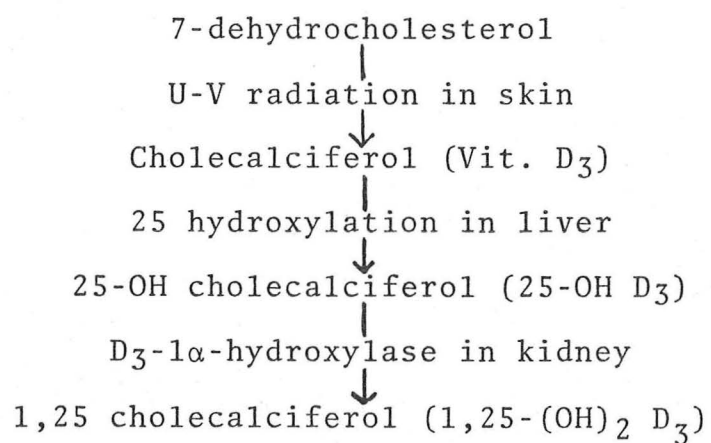 7-dehydrocholesterol
U-V radiation in skin
Cholecalciferol (Vit. D₃)
25 hydroxylation in liver
25-OH cholecalciferol (25-OH D₃)
D₃-1α-hydroxylase in kidney
1,25 cholecalciferol (1,25-(OH)₂ D₃)